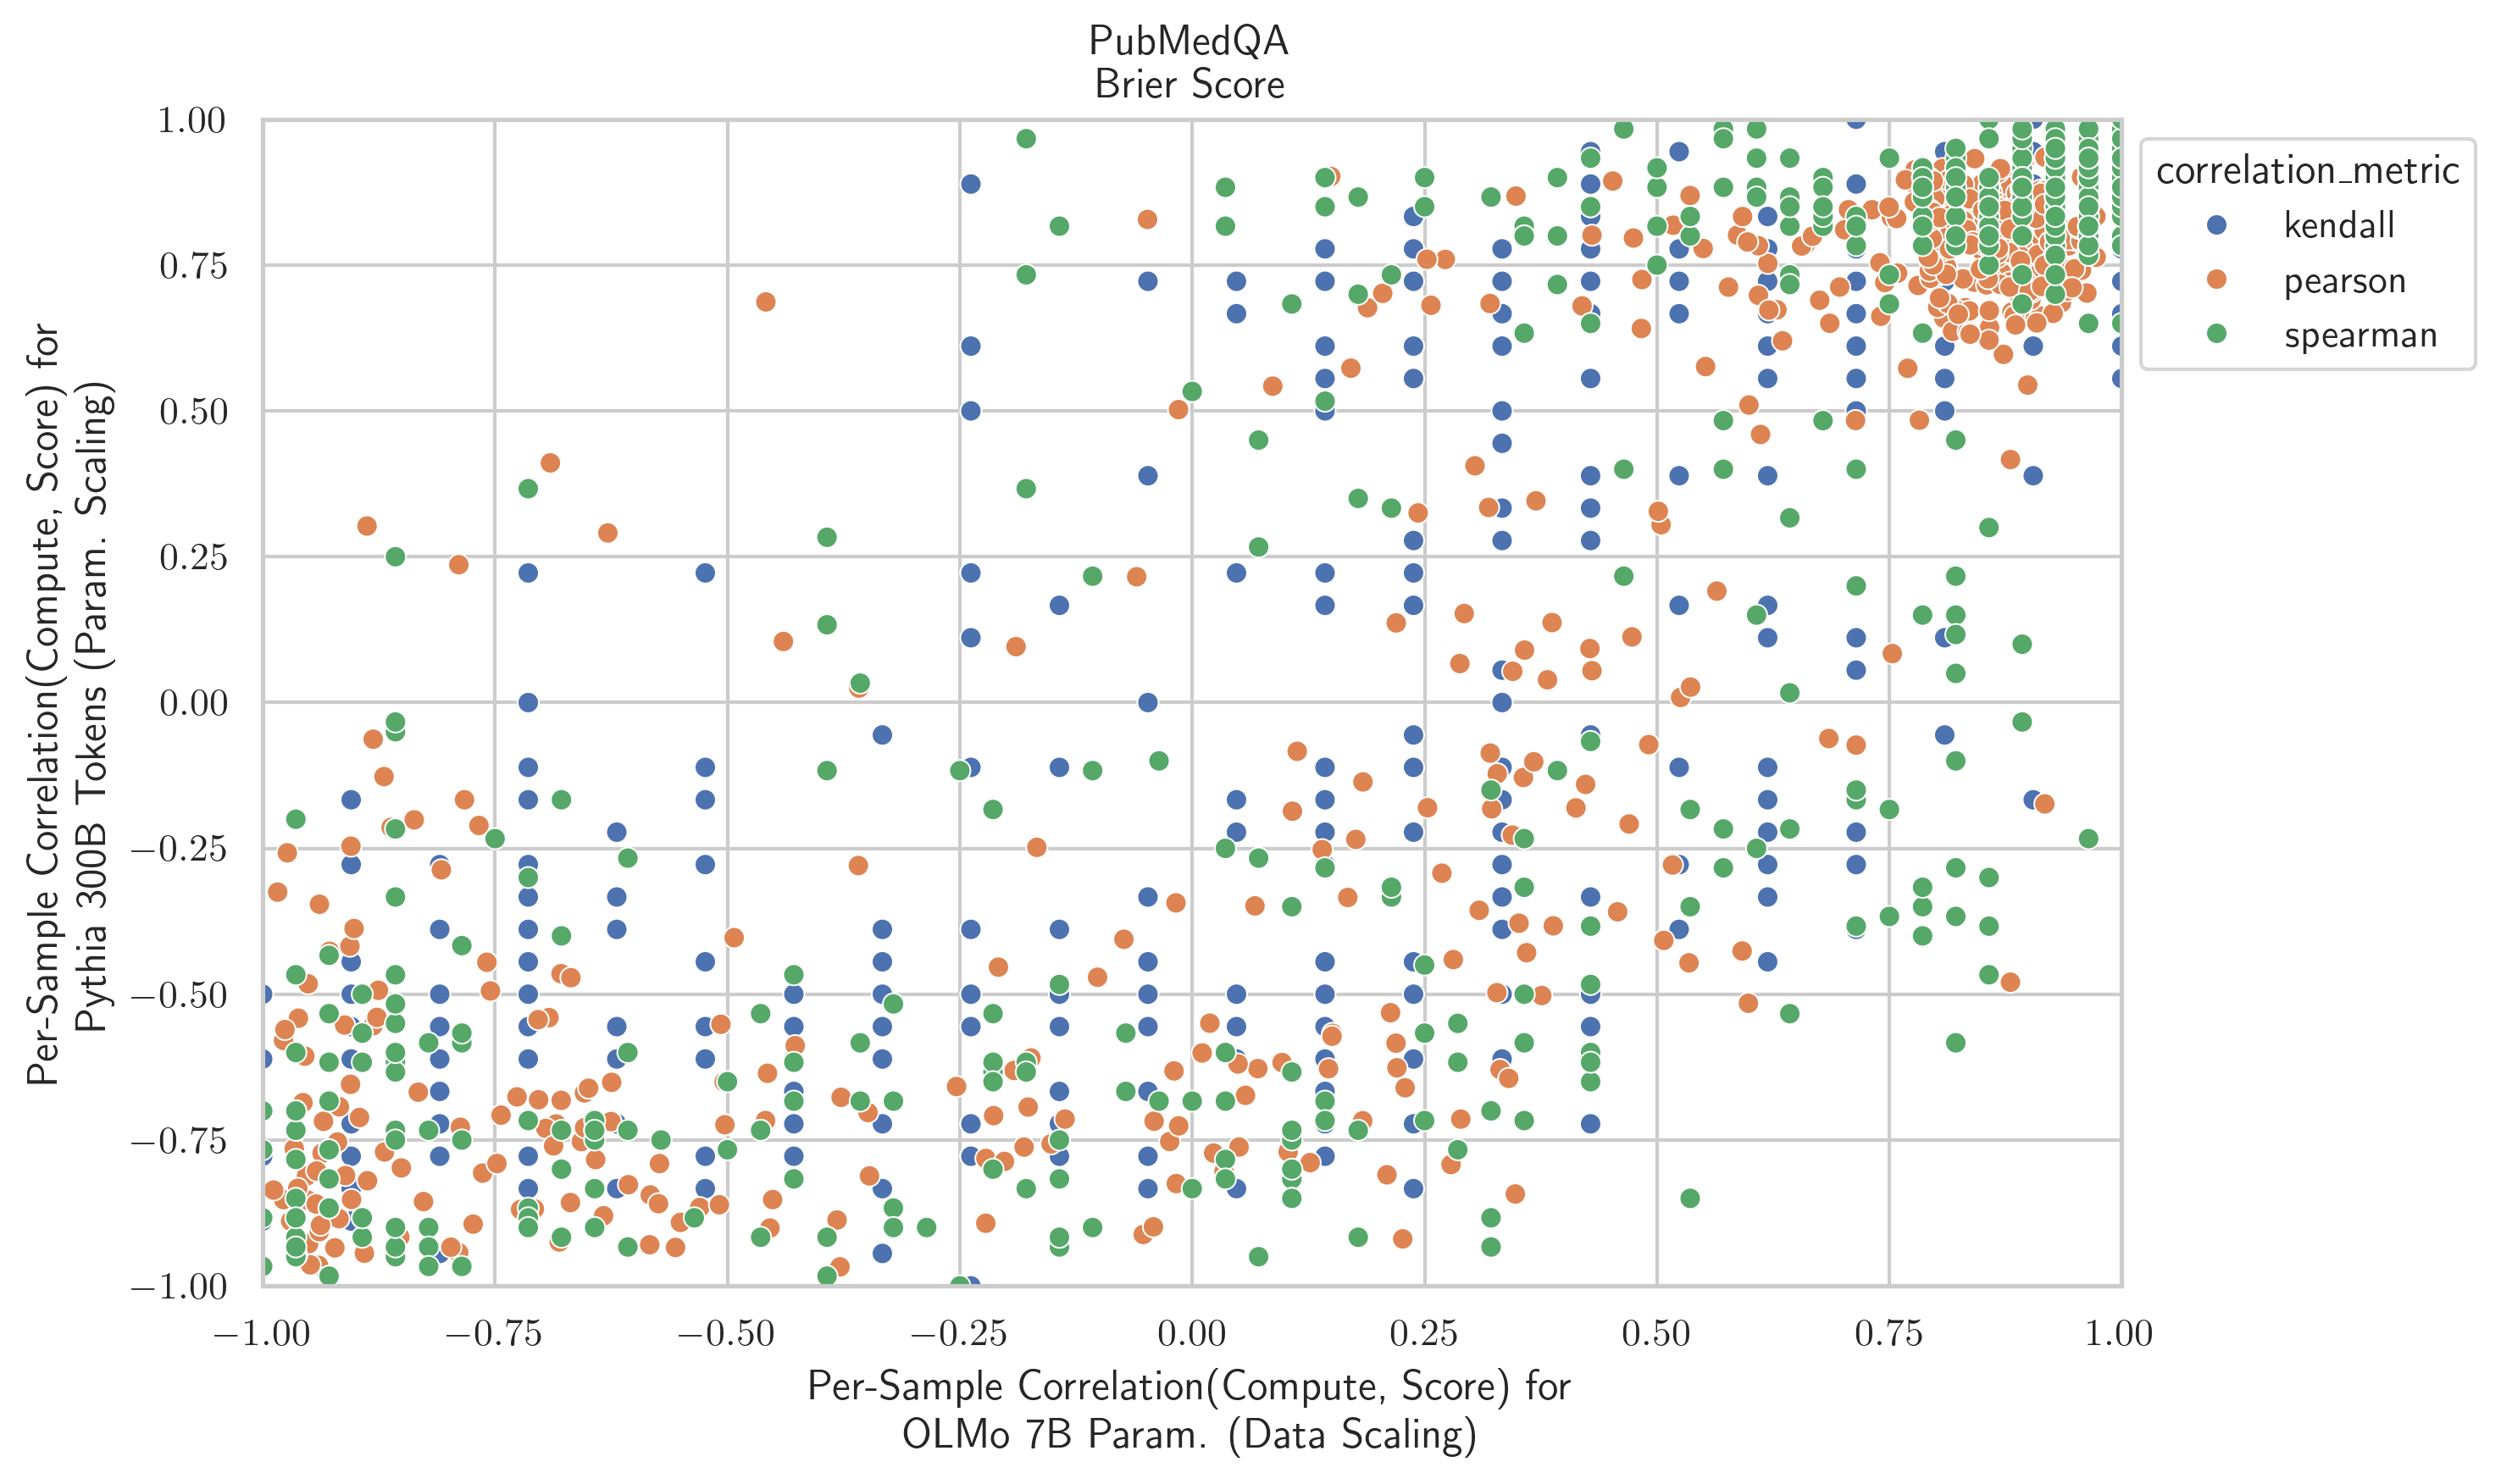 PubMedQA
Brier Score
Per-Sample Correlation(Compute, Score) for
Pythia 300B Tokens (Param. Scaling)
1.00
0.75
0.50
0.25
0.00
−0.25
−0.50
−0.75
−1.00
−1.00 −0.75 −0.50 −0.25 0.00 0.25 0.50 0.75 1.00
Per-Sample Correlation(Compute, Score) for
OLMo 7B Param. (Data Scaling)
correlation_metric
kendall
pearson
spearman